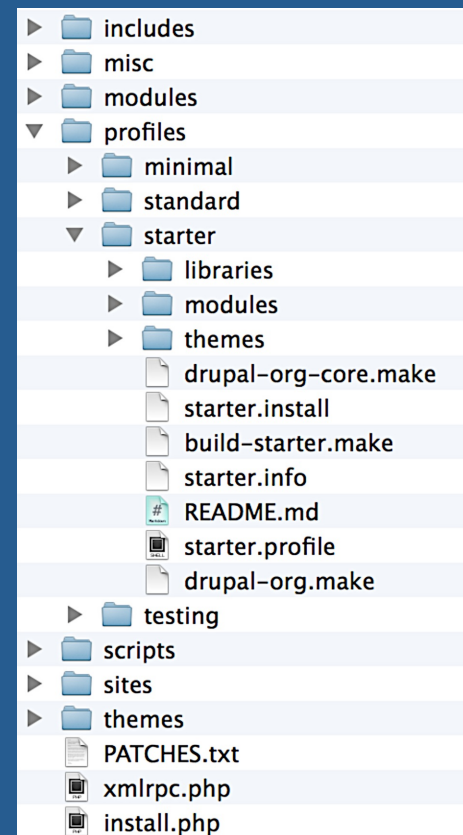 includes
misc
modules
profiles
minimal
standard
starter
libraries
modules
themes
drupal-org-core.make
starter.install
build-starter.make
starter.info
README.md
starter.profile
drupal-org.make
testing
scripts
sites
themes
PATCHES.txt
xmlrpc.php
install.php